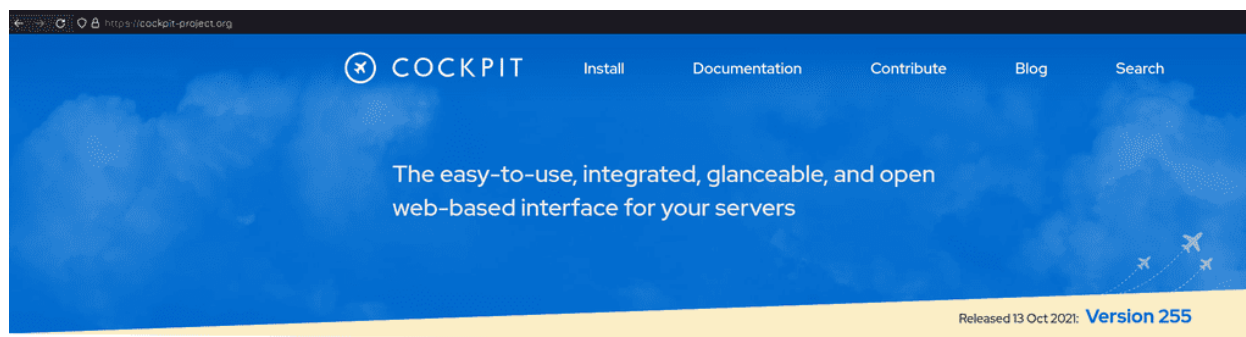 https://cockpit-project.org
COCKPIT Install Documentation Contribute Blog Search
The easy-to-use, integrated, glanceable, and open
web-based interface for your servers
Released 13 Oct 2021: Version 255